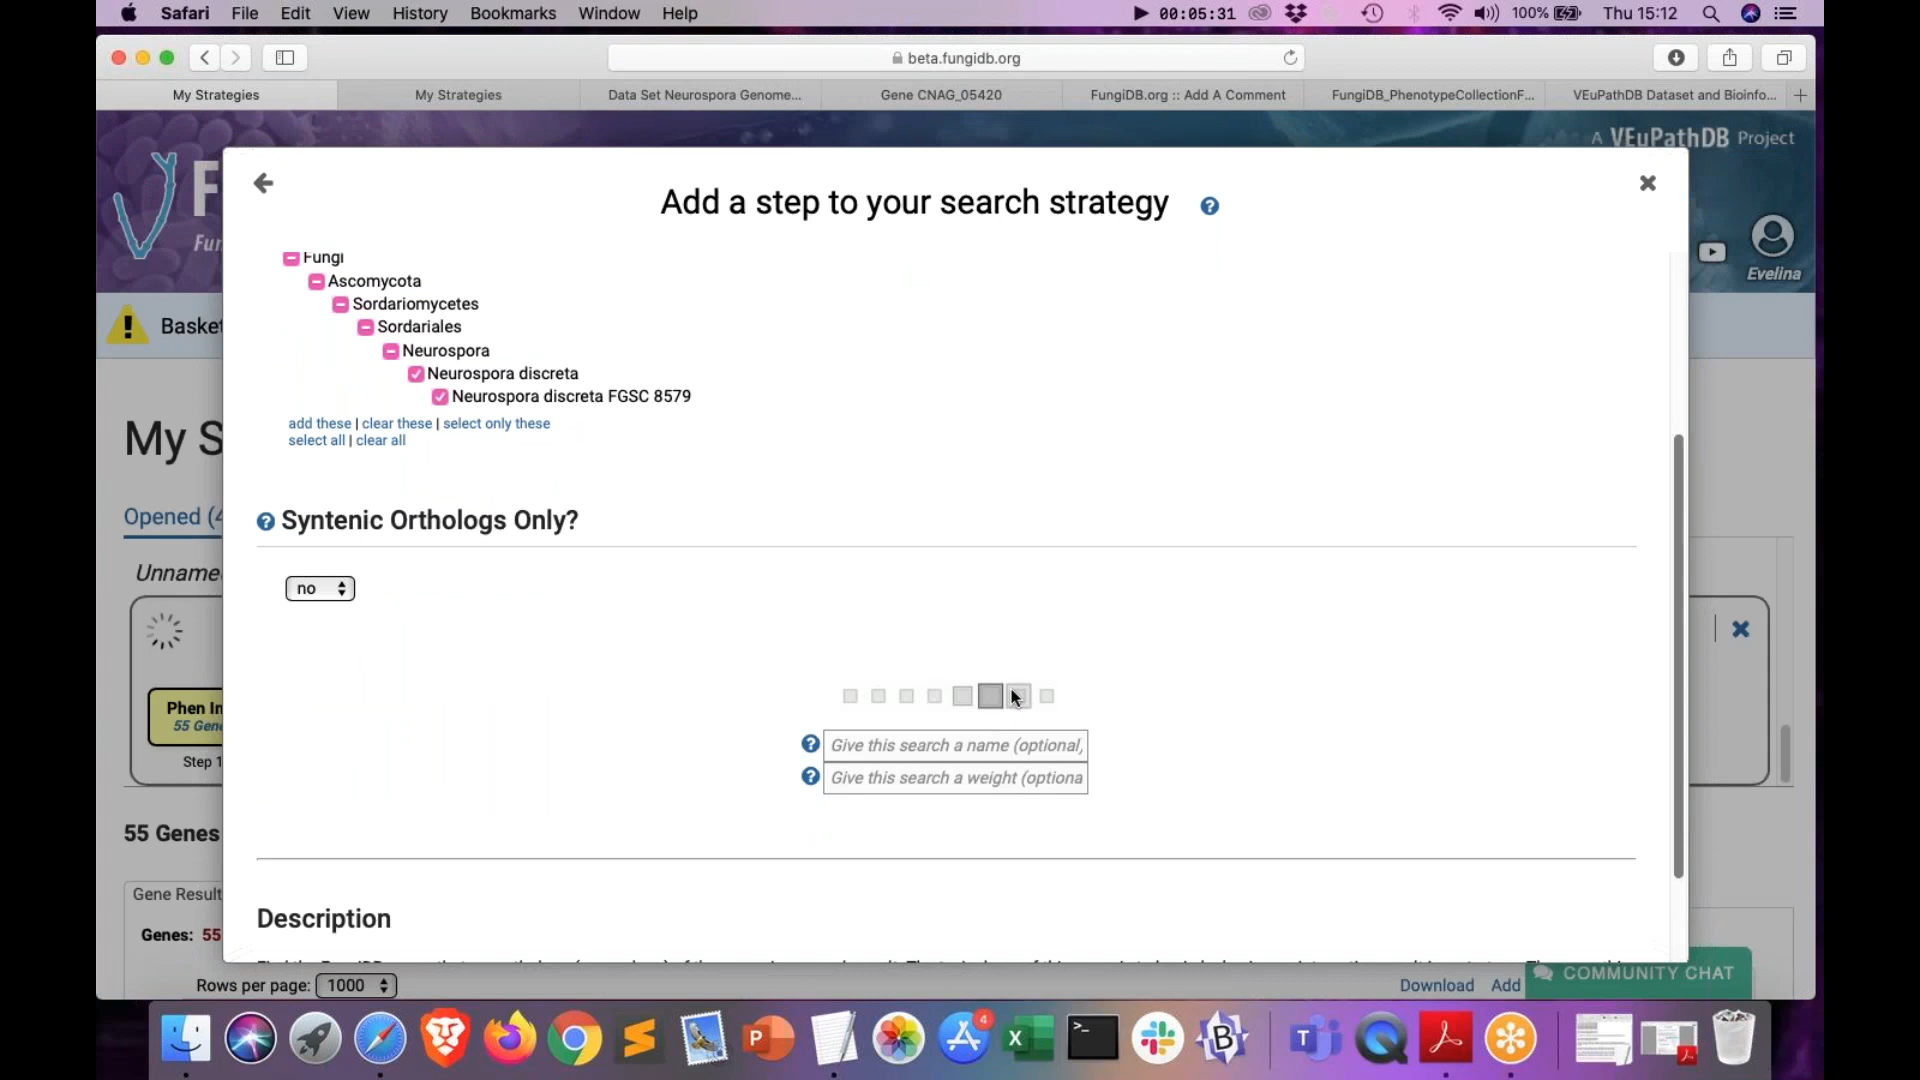 Safari File Edit View History Bookmarks Window Help 00:05:31 100% Thu 15:12
beta.fungidb.org
My Strategies My Strategies Data Set Neurospora Genome... Gene CNAG_05420 FungiDB.org :: Add A Comment FungiDB_PhenotypeCollectionF... VEuPathDB Dataset and Bioinfo...
A VEuPathDB Project
Add a step to your search strategy
Evelina
Fungi
Ascomycota
Sordariomycetes
Sordariales
Neurospora
Neurospora discreta
Neurospora discreta FGSC 8579
add these | clear these | select only these
select all | clear all
My S
Opened (4
Syntenic Orthologs Only?
no
Phen In
55 Gen
Step 1
Give this search a name (optional,
Give this search a weight (optiona
55 Genes
Description
Gene Result
Genes: 55
COMMUNITY CHAT
Rows per page: 1000
Download Add
4